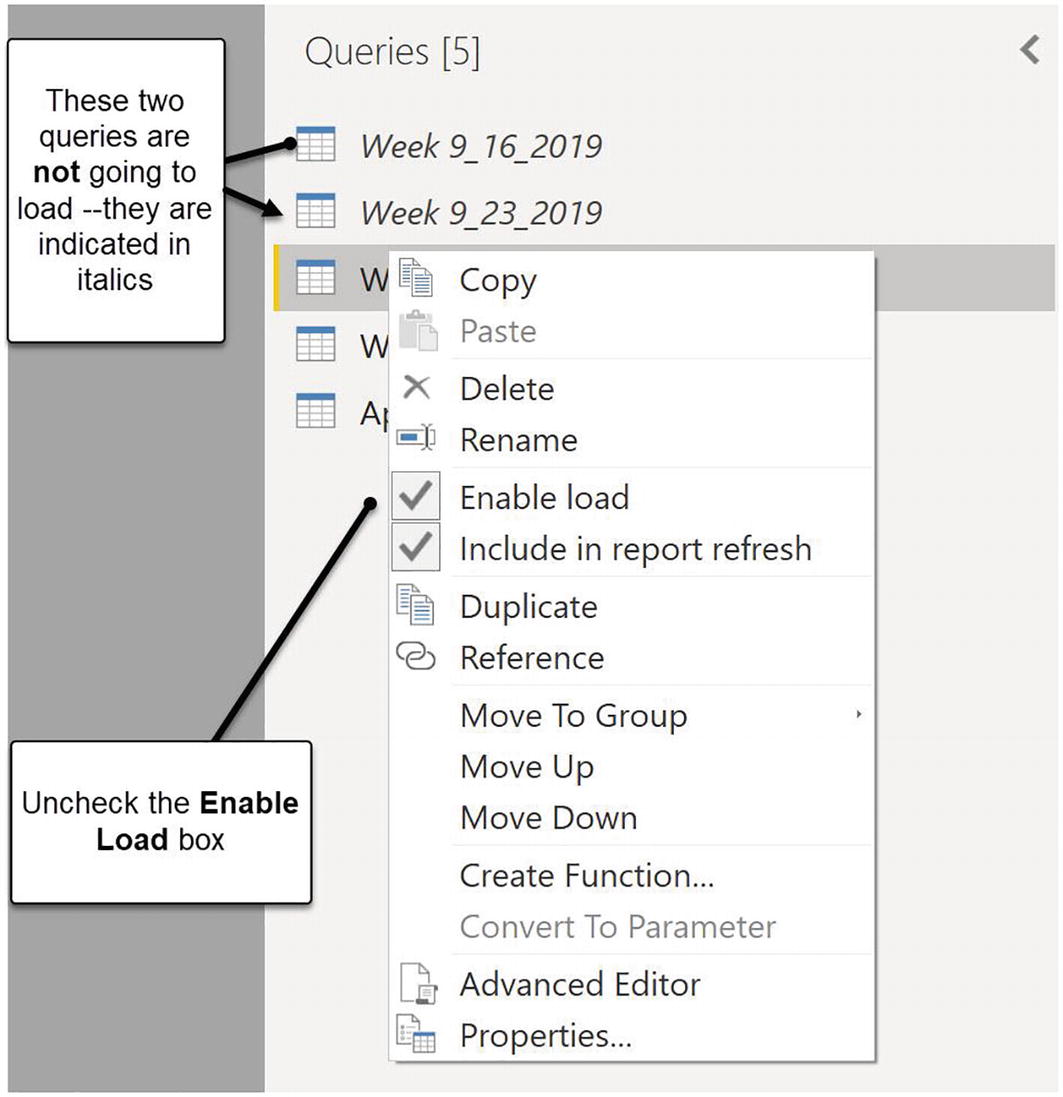 Queries [5]
These two
queries are
not going to
load --they are
indicated in
italics
Week 9_16_2019
Week 9_23_2019
W
W
Ap
Copy
Paste
Delete
Rename
Enable load
Include in report refresh
Duplicate
Reference
Move To Group
Move Up
Move Down
Create Function...
Convert To Parameter
Advanced Editor
Properties...
Uncheck the Enable
Load box